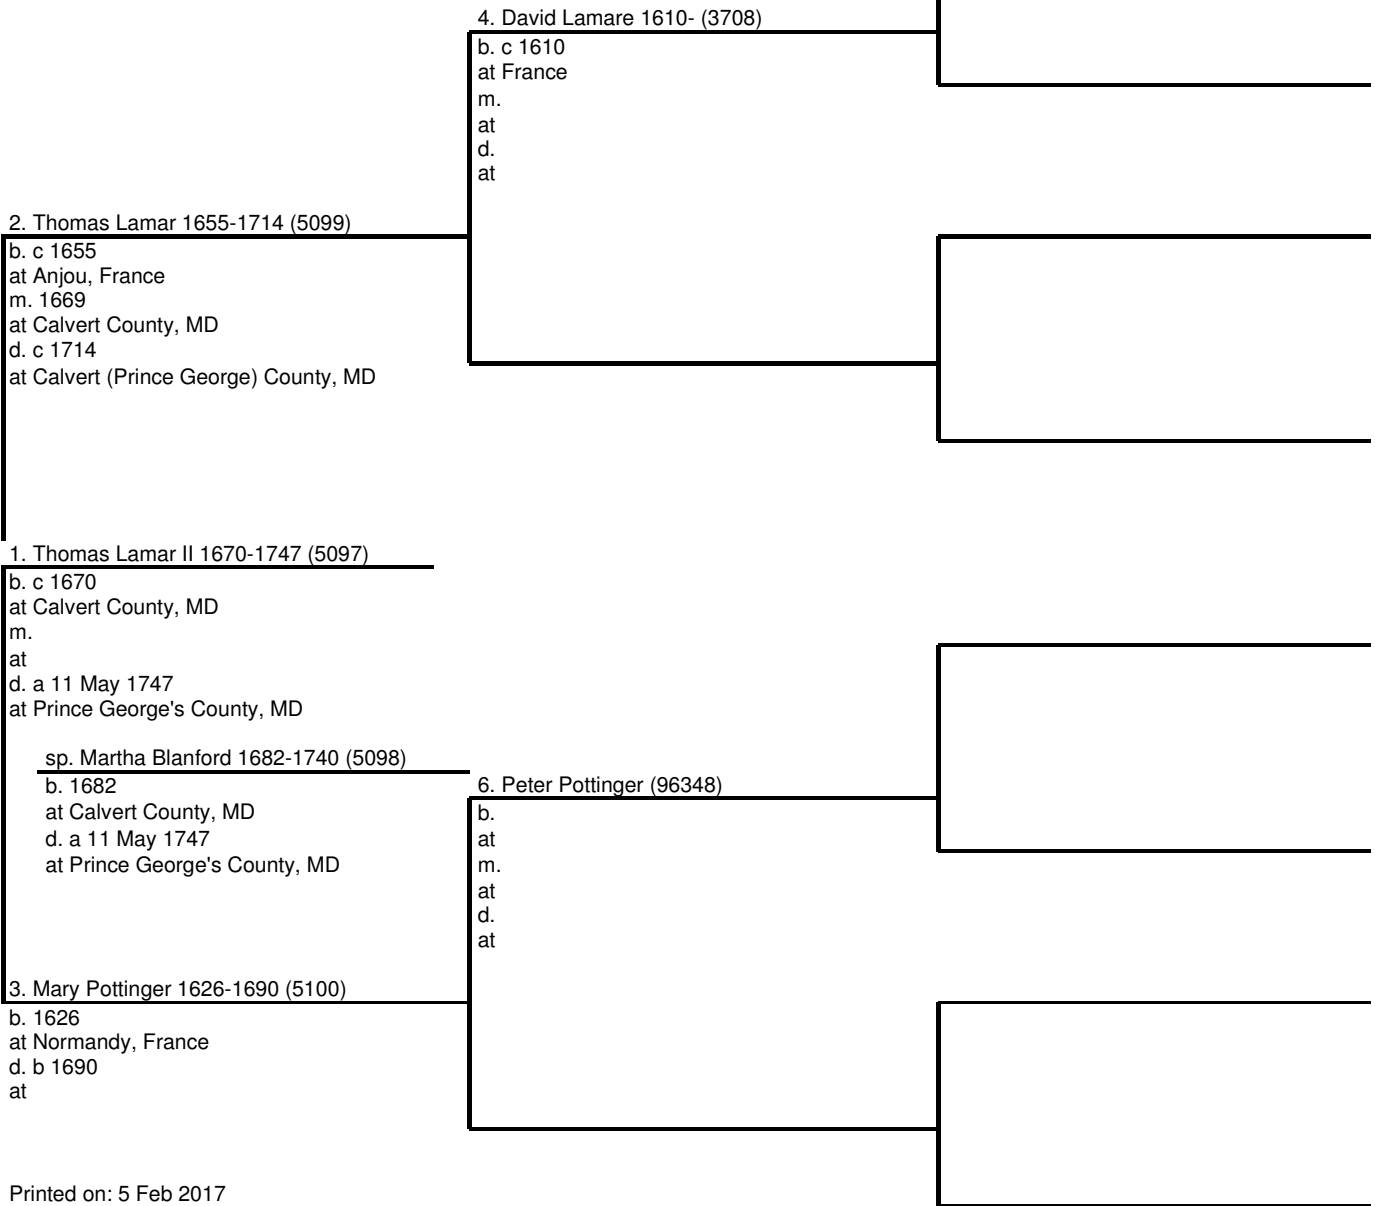 4. David Lamare 1610- (3708)
b. c 1610
at France
m.
at
d.
at
2. Thomas Lamar 1655-1714 (5099)
b. c 1655
at Anjou, France
m. 1669
at Calvert County, MD
d. c 1714
at Calvert (Prince George) County, MD
1. Thomas Lamar II 1670-1747 (5097)
b. c 1670
at Calvert County, MD
m.
at
d. a 11 May 1747
at Prince George's County, MD
sp. Martha Blanford 1682-1740 (5098)
b. 1682
at Calvert County, MD
d. a 11 May 1747
at Prince George's County, MD
6. Peter Pottinger (96348)
b.
at
m.
at
d.
at
3. Mary Pottinger 1626-1690 (5100)
b. 1626
at Normandy, France
d. b 1690
at
Printed on: 5 Feb 2017